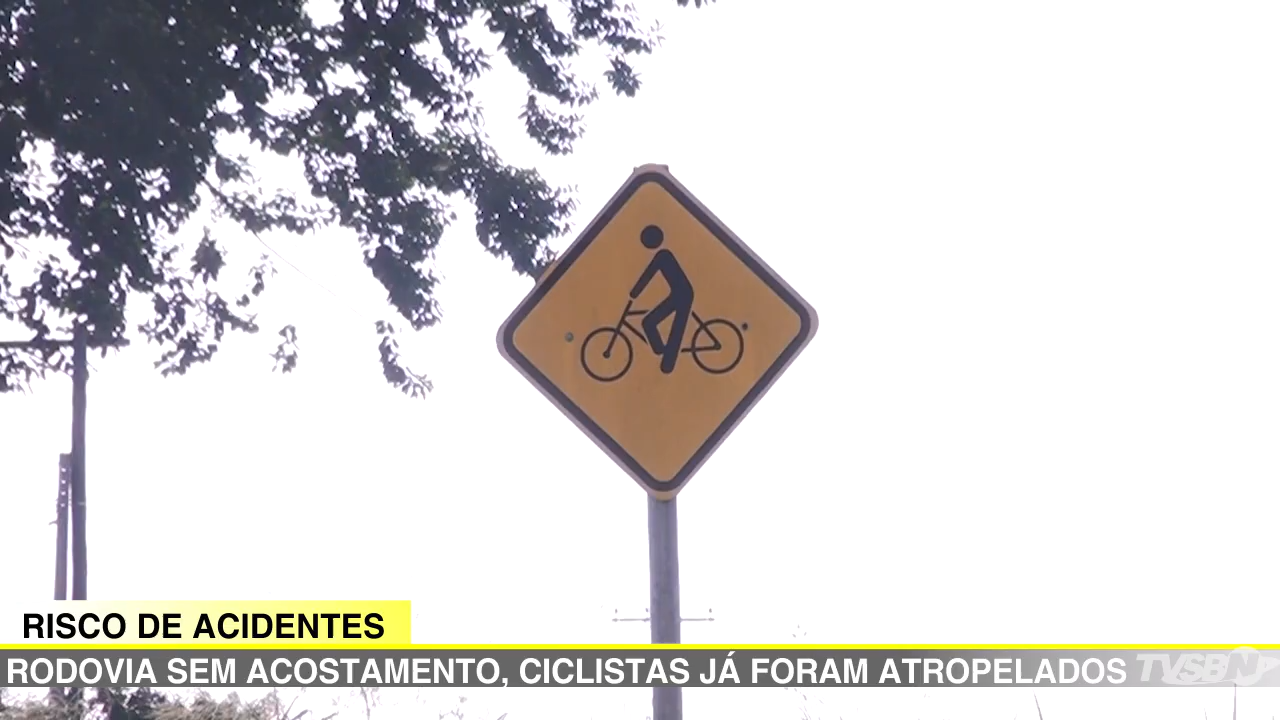 RISCO DE ACIDENTES
RODOVIA SEM ACOSTAMENTO, CICLISTAS JÁ FORAM ATROPELADOS
TVSBN